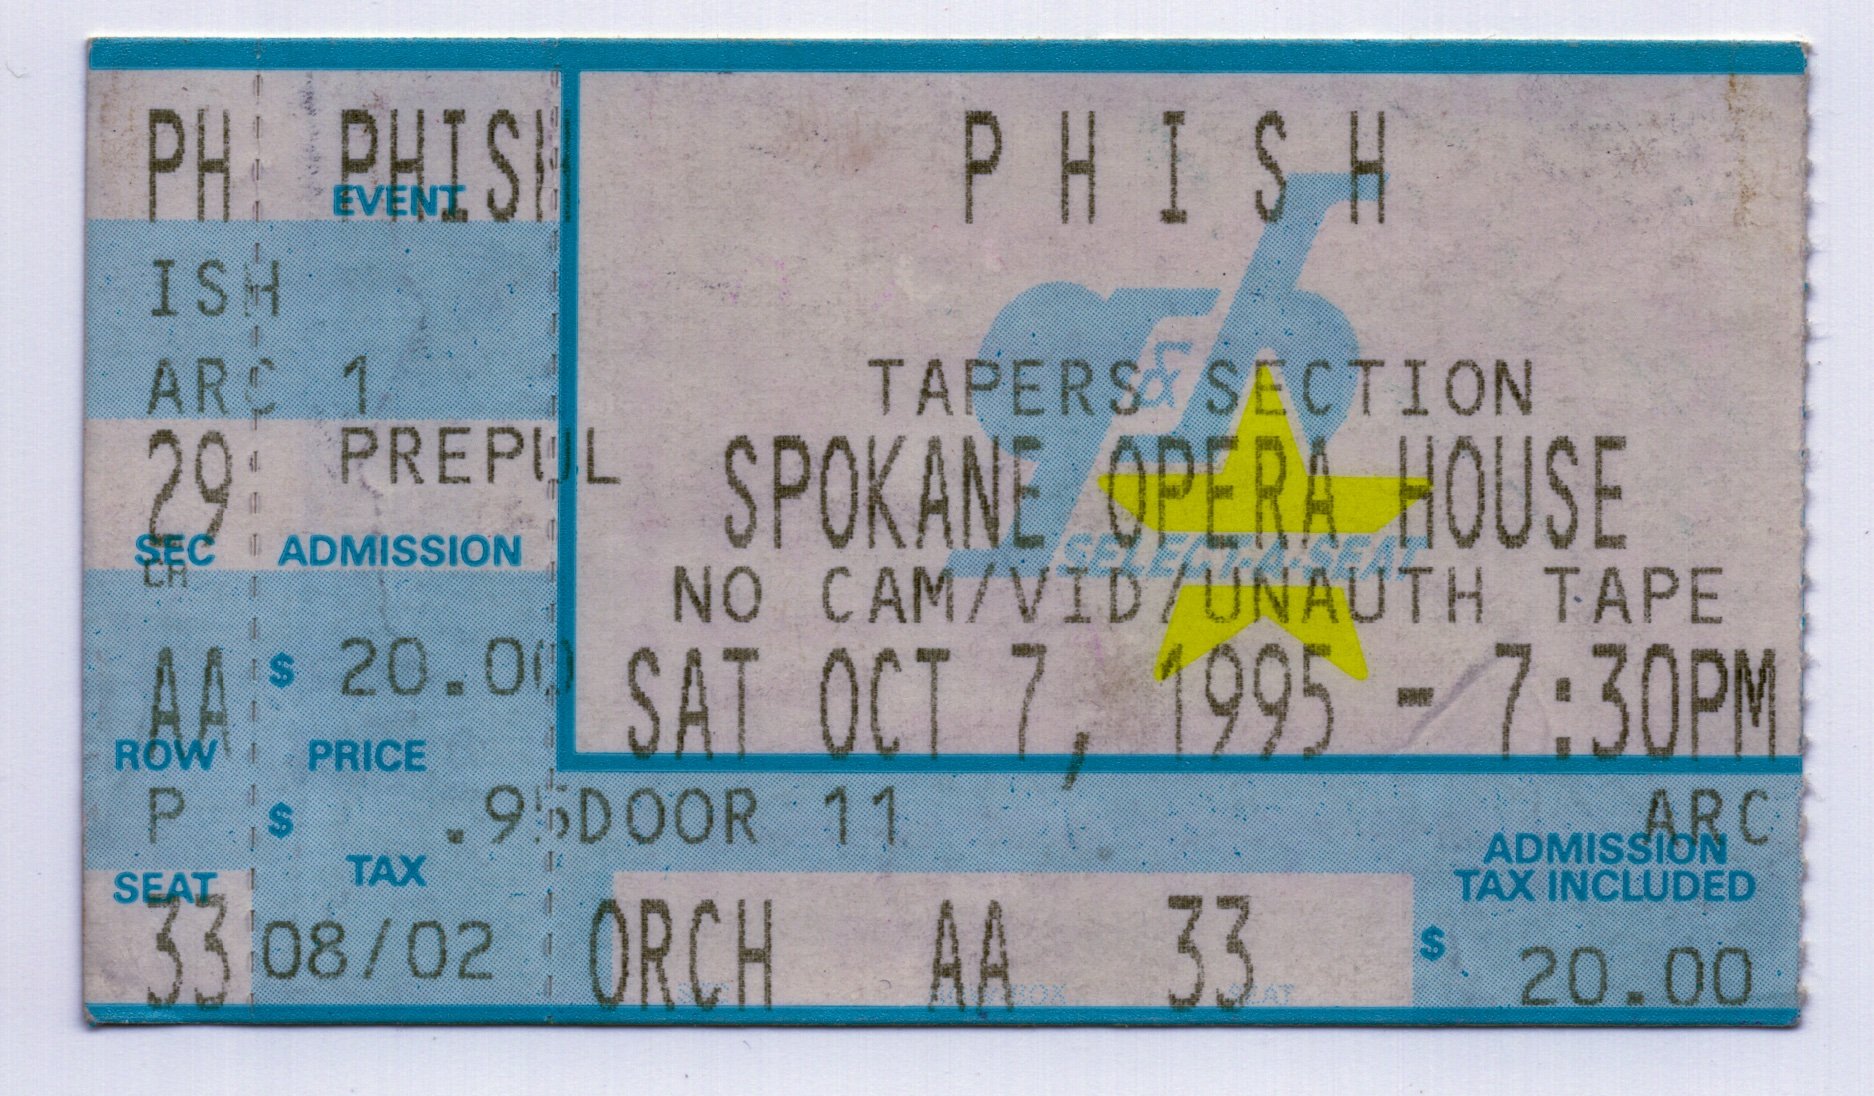 PH
ISH
ARC 1
29
SEC
CA
AA
ROW
P
SEAT
33
PHISH
EVENT
PREPUL
ADMISSION
$ 20.00
PRICE
$ .95
TAX
08/02
PHISH
&
TAPERS SECTION
SPOKANE OPERA HOUSE
SELECT-A-SEAT
NO CAM/VID/UNAUTH TAPE
SAT OCT 7, 1995 - 7:30PM
DOOR 11 ARC
ADMISSION
TAX INCLUDED
ORCH AA 33
$ 20.00